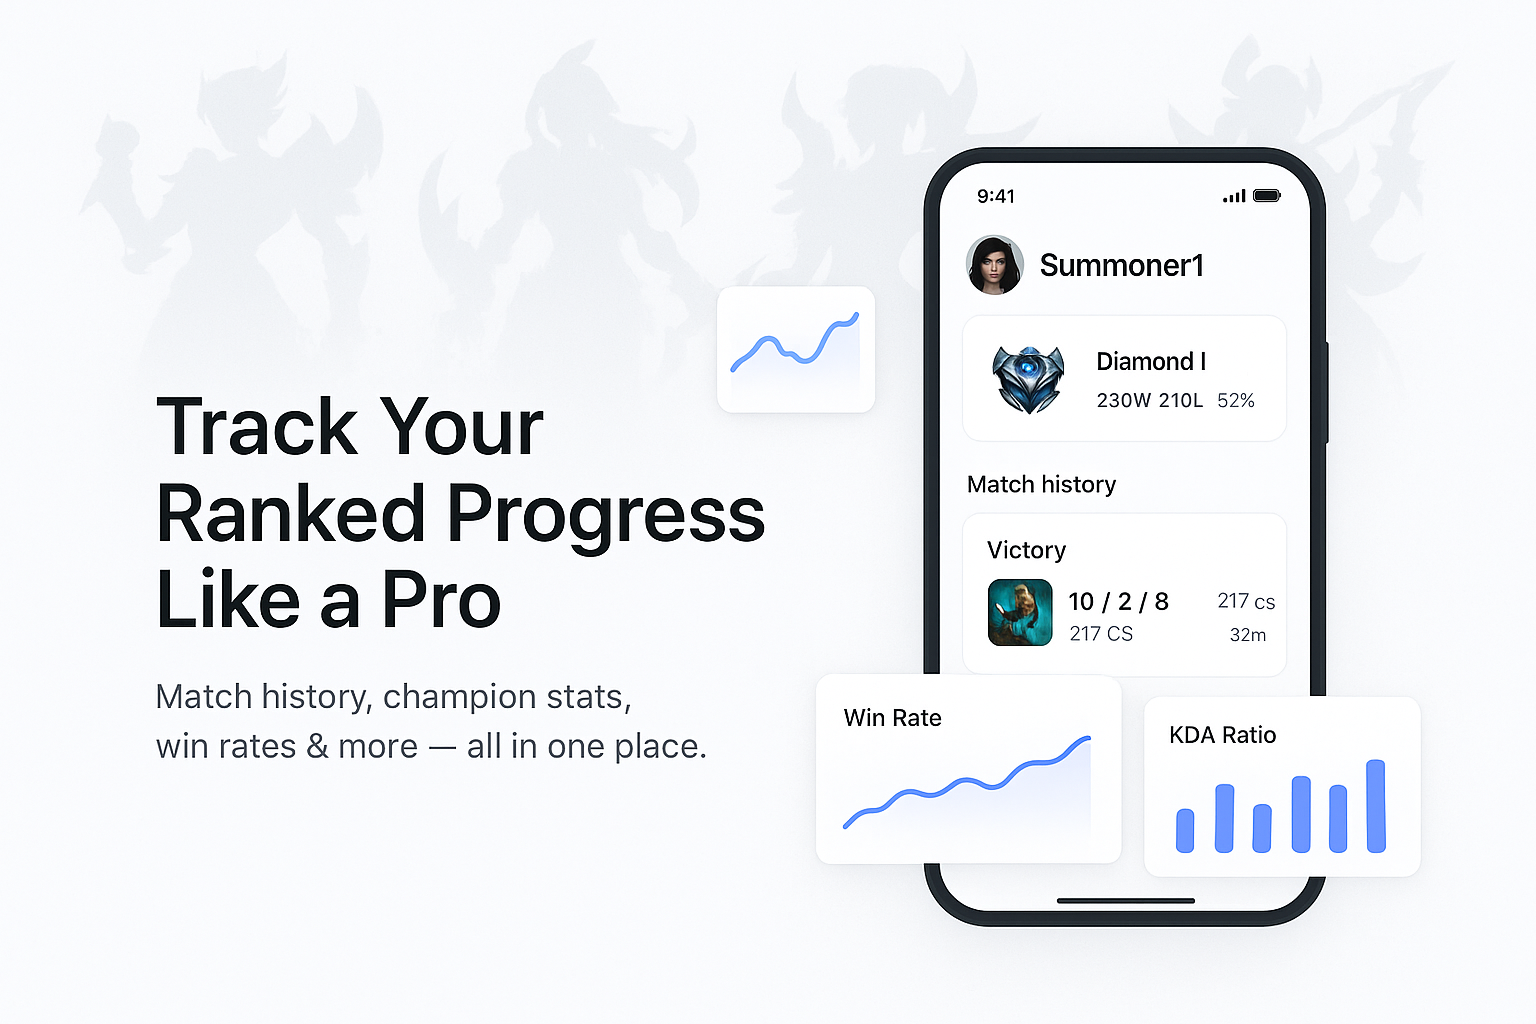 Track Your
Ranked Progress
Like a Pro
Match history, champion stats,
win rates & more — all in one place.
9:41
Summoner1
Diamond I
230W 210L 52%
Match history
Victory
10 / 2 / 8
217 CS
217 cs
32m
Win Rate
KDA Ratio